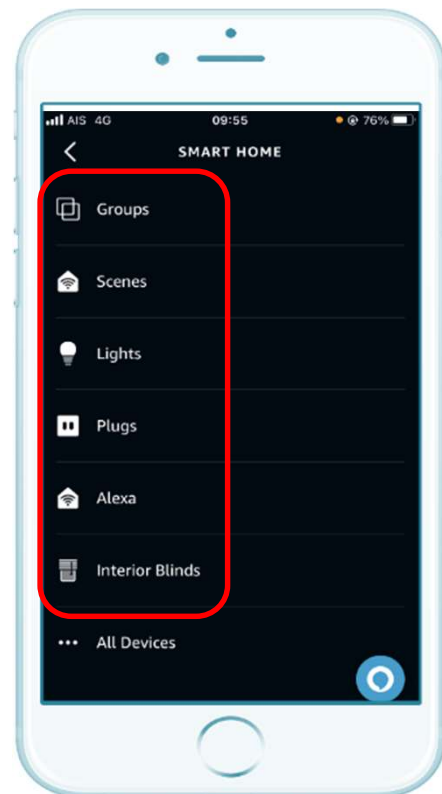 AIS 4G 09:55 76%
SMART HOME
Groups
Scenes
Lights
Plugs
Alexa
Interior Blinds
All Devices